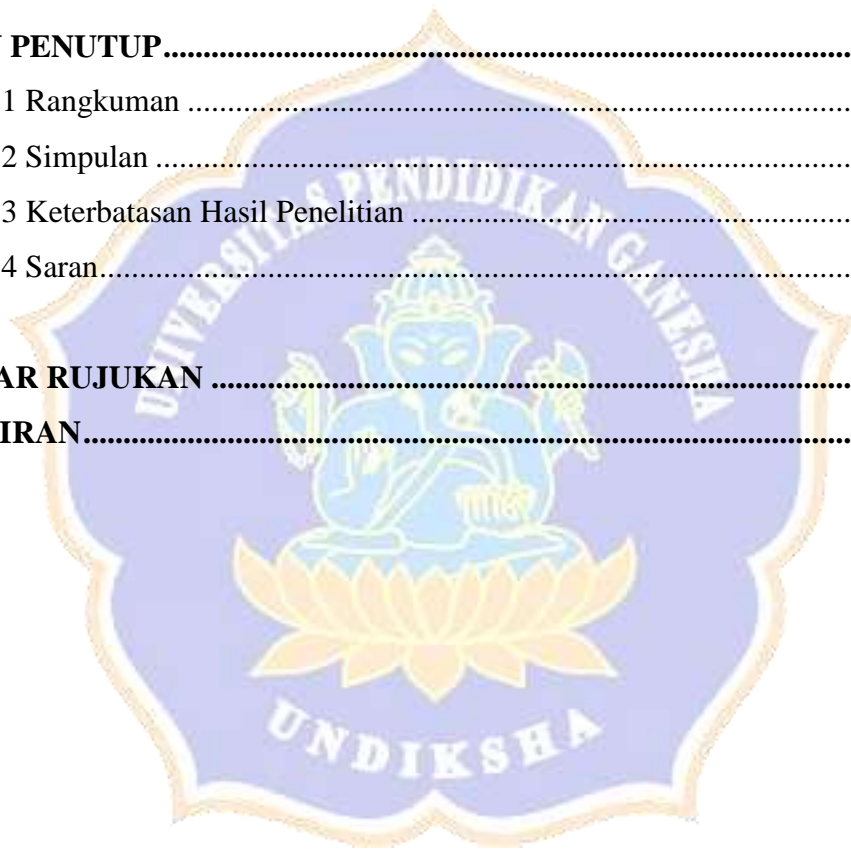 PENUTUP........................................................................................
1 Rangkuman ...................................................................................
2 Simpulan .......................................................................................
3 Keterbatasan Hasil Penelitian .......................................................
4 Saran..............................................................................................
AR RUJUKAN ................................................................................
IRAN................................................................................................
UNIVERSITAS PENDIDIKAN GANESHA
UNDIKSHA